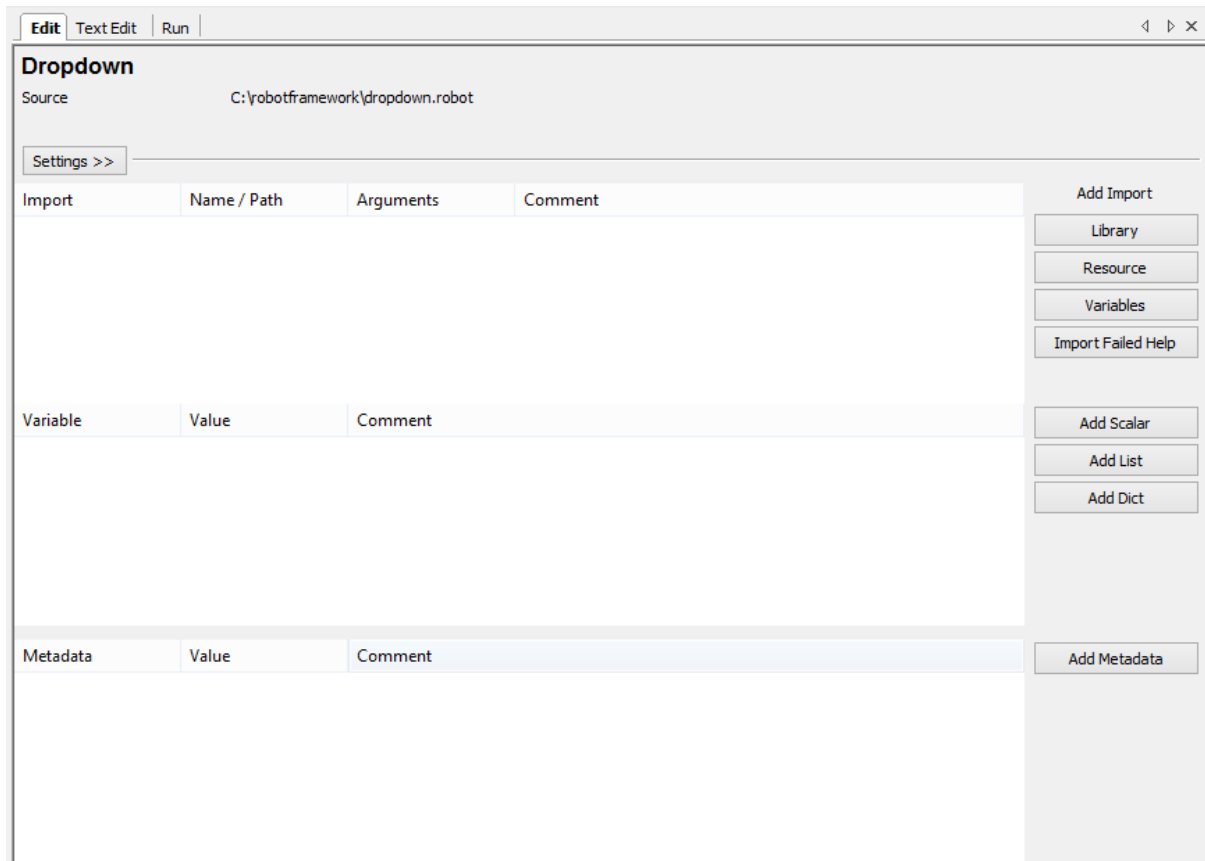 Edit Text Edit Run
Dropdown
Source C:\robotframework\dropdown.robot
Settings >>
Import Name / Path Arguments Comment Add Import
Library
Resource
Variables
Import Failed Help
Variable Value Comment Add Scalar
Add List
Add Dict
Metadata Value Comment Add Metadata